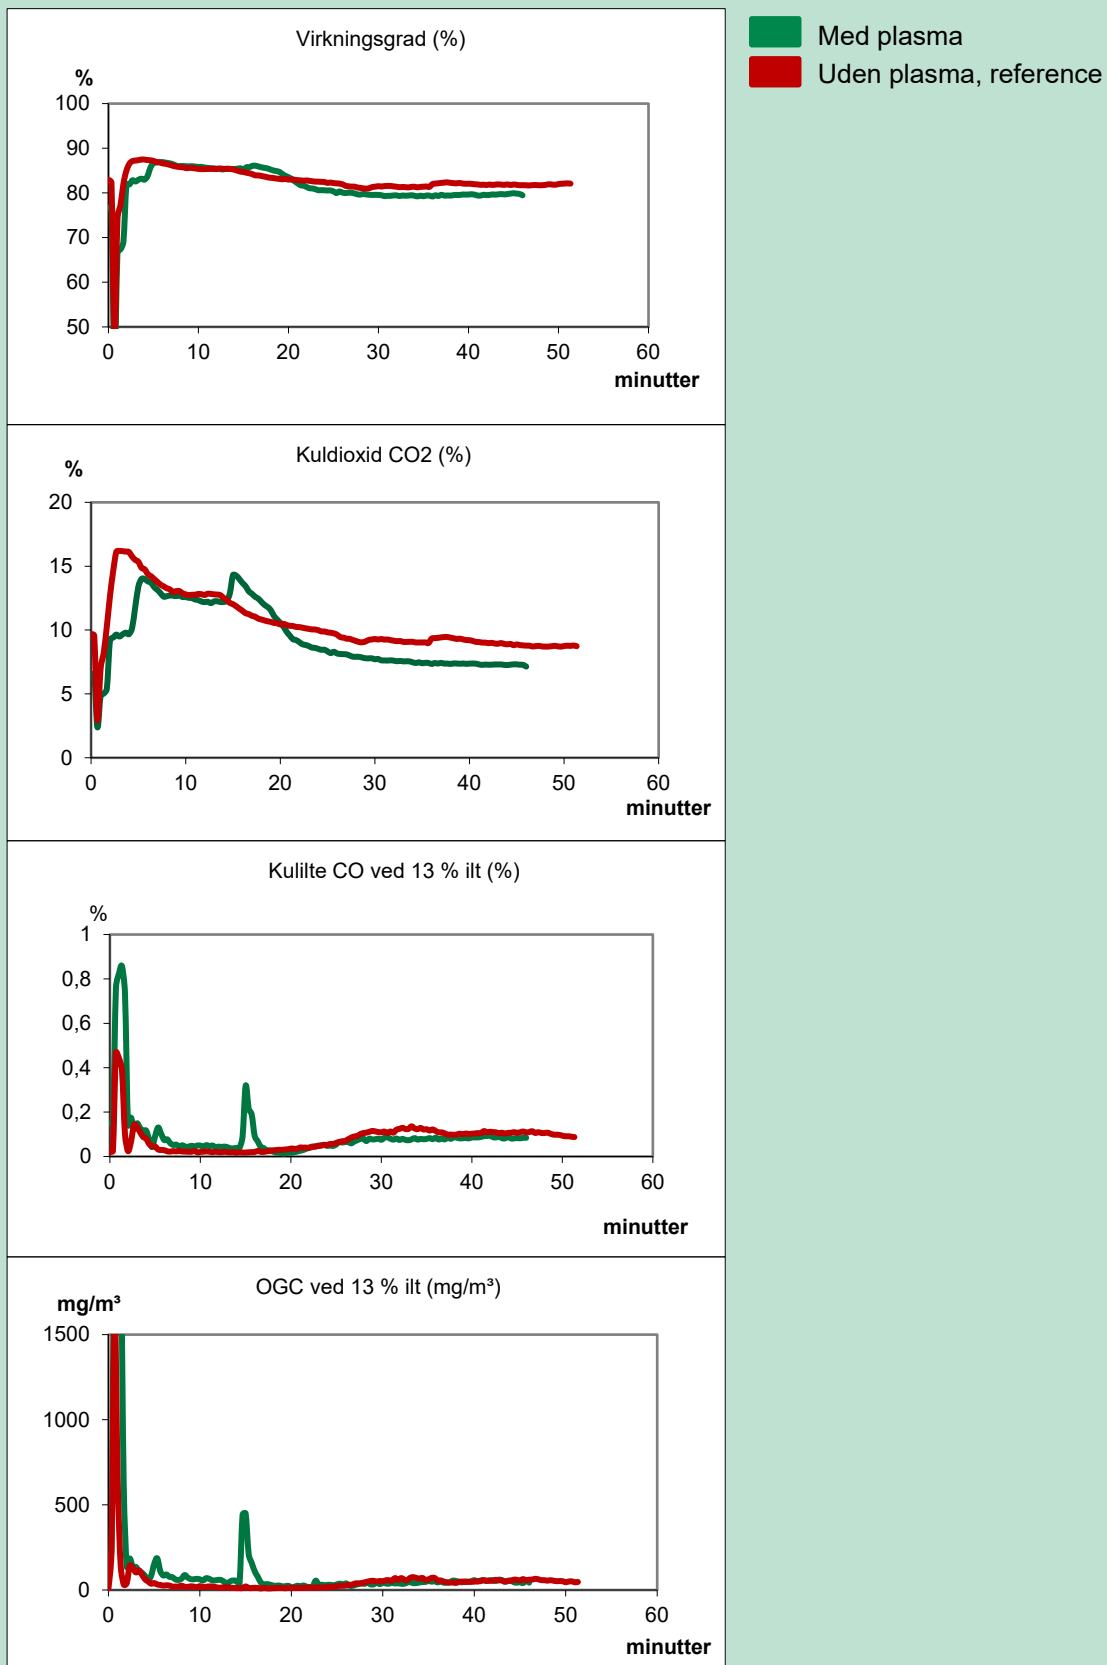 Virkningsgrad (%)
%
100
90
80
70
60
50
0 10 20 30 40 50 60
minutter
Med plasma
Uden plasma, reference
Kuldioxid CO2 (%)
%
20
15
10
5
0
0 10 20 30 40 50 60
minutter
Kulilte CO ved 13 % ilt (%)
%
1
0,8
0,6
0,4
0,2
0
0 10 20 30 40 50 60
minutter
OGC ved 13 % ilt (mg/m³)
mg/m³
1500
1000
500
0
0 10 20 30 40 50 60
minutter